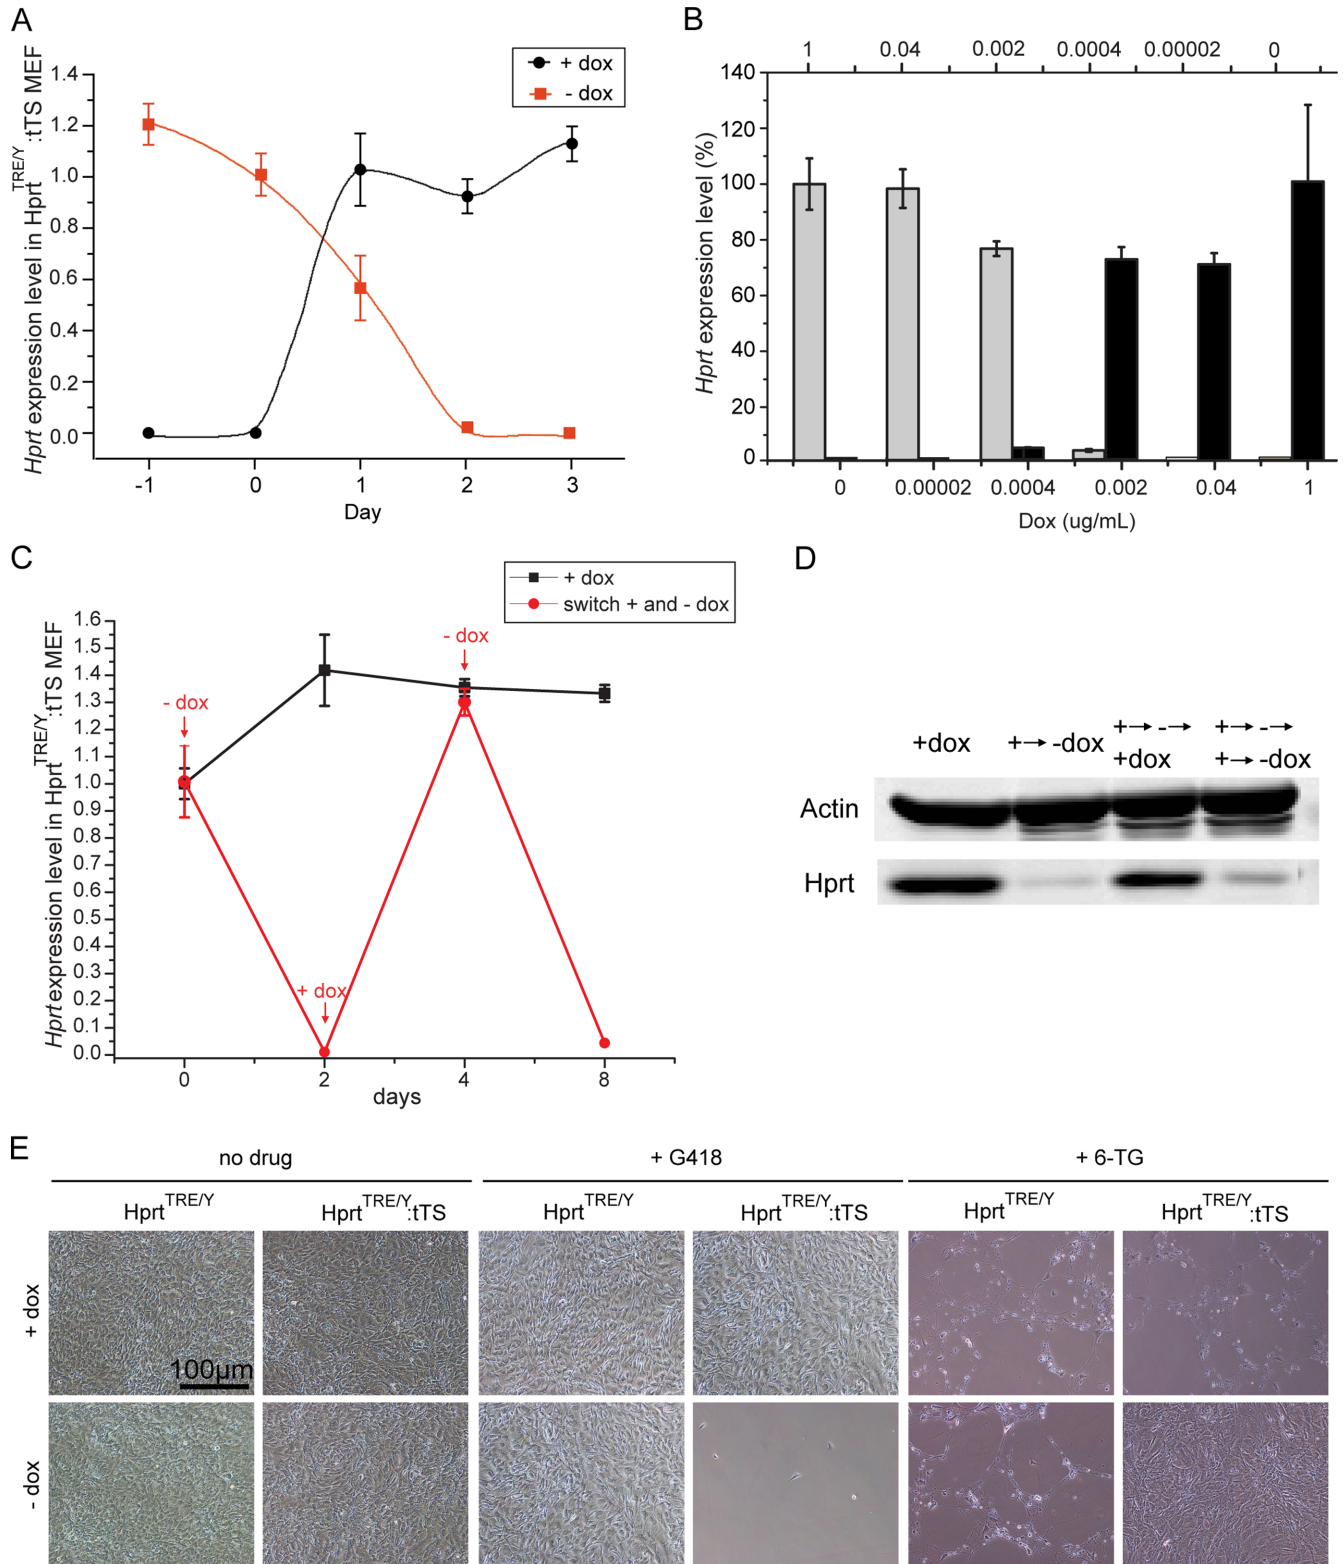 A
+ dox
- dox
Hprt expression level in Hprt^TRE/Y:tTS MEF
1.4
1.2
1.0
0.8
0.6
0.4
0.2
0.0
-1 0 1 2 3
Day
B
1 0.04 0.002 0.0004 0.00002 0
Hprt expression level (%)
140
120
100
80
60
40
20
0
0 0.00002 0.0004 0.002 0.04 1
Dox (ug/mL)
C
+ dox
switch + and - dox
Hprt expression level in Hprt^TRE/Y:tTS MEF
1.6
1.5
1.4
1.3
1.2
1.1
1.0
0.9
0.8
0.7
0.6
0.5
0.4
0.3
0.2
0.1
0.0
- dox
+ dox
- dox
0 2 4 8
days
D
+dox +→ -dox +→ -→ +→ -→
+dox +→ -dox
Actin
Hprt
E
no drug + G418 + 6-TG
Hprt^TRE/Y Hprt^TRE/Y:tTS Hprt^TRE/Y Hprt^TRE/Y:tTS Hprt^TRE/Y Hprt^TRE/Y:tTS
+ dox
100μm
- dox